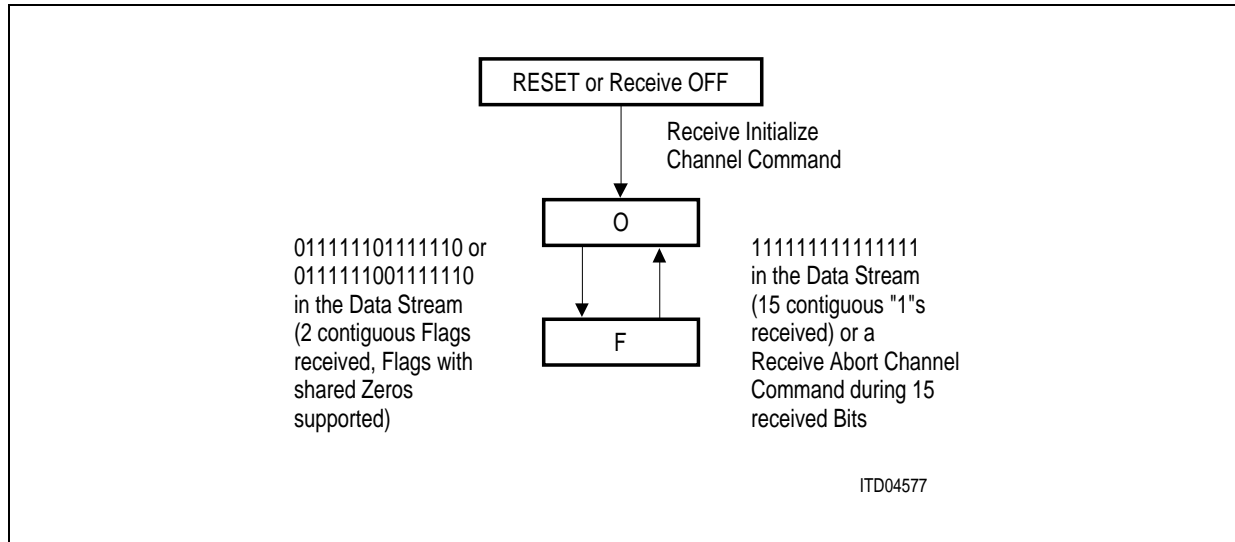 RESET or Receive OFF
Receive Initialize
Channel Command
O
011111101111110 or
0111111001111110
in the Data Stream
(2 contiguous Flags
received, Flags with
shared Zeros
supported)
F
111111111111111
in the Data Stream
(15 contiguous "1"s
received) or a
Receive Abort Channel
Command during 15
received Bits
ITD04577